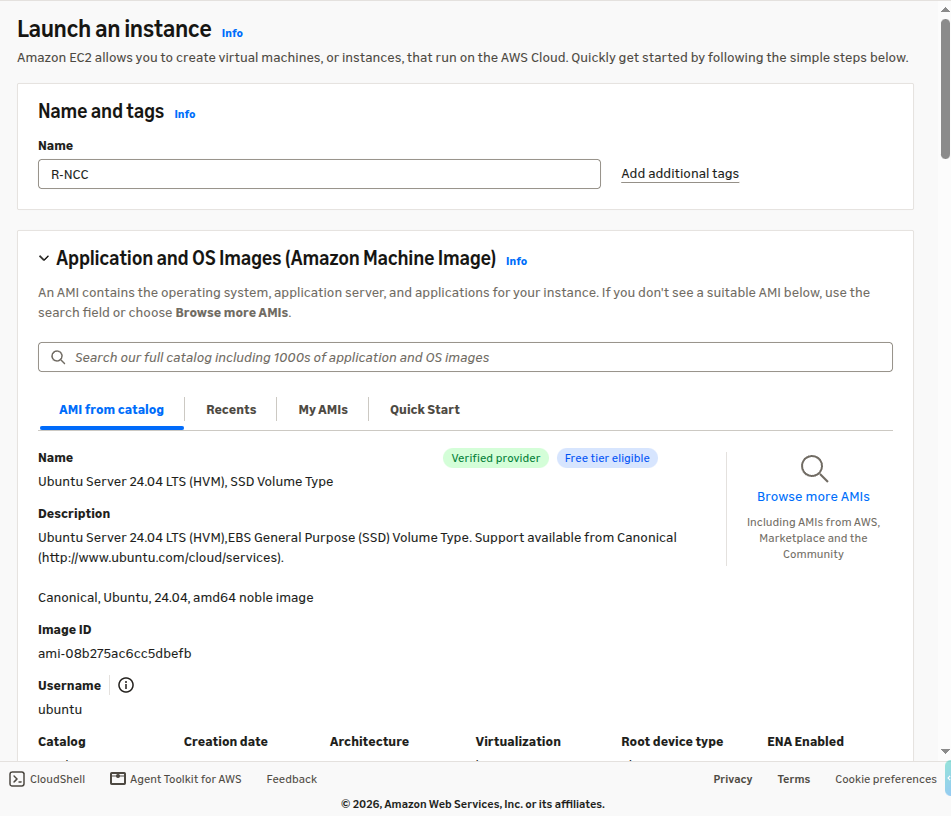 Launch an instance Info
Amazon EC2 allows you to create virtual machines, or instances, that run on the AWS Cloud. Quickly get started by following the simple steps below.
Name and tags Info
Name
R-NCC
Add additional tags
Application and OS Images (Amazon Machine Image) Info
An AMI contains the operating system, application server, and applications for your instance. If you don't see a suitable AMI below, use the
search field or choose Browse more AMIs.
Search our full catalog including 1000s of application and OS images
AMI from catalog Recents My AMIs Quick Start
Name Verified provider Free tier eligible
Ubuntu Server 24.04 LTS (HVM), SSD Volume Type
Description
Ubuntu Server 24.04 LTS (HVM),EBS General Purpose (SSD) Volume Type. Support available from Canonical
(http://www.ubuntu.com/cloud/services).
Canonical, Ubuntu, 24.04, amd64 noble image
Browse more AMIs
Including AMIs from AWS,
Marketplace and the
Community
Image ID
ami-08b275ac6cc5dbefb
Username
ubuntu
Catalog Creation date Architecture Virtualization Root device type ENA Enabled
CloudShell Agent Toolkit for AWS Feedback Privacy Terms Cookie preferences
© 2026, Amazon Web Services, Inc. or its affiliates.